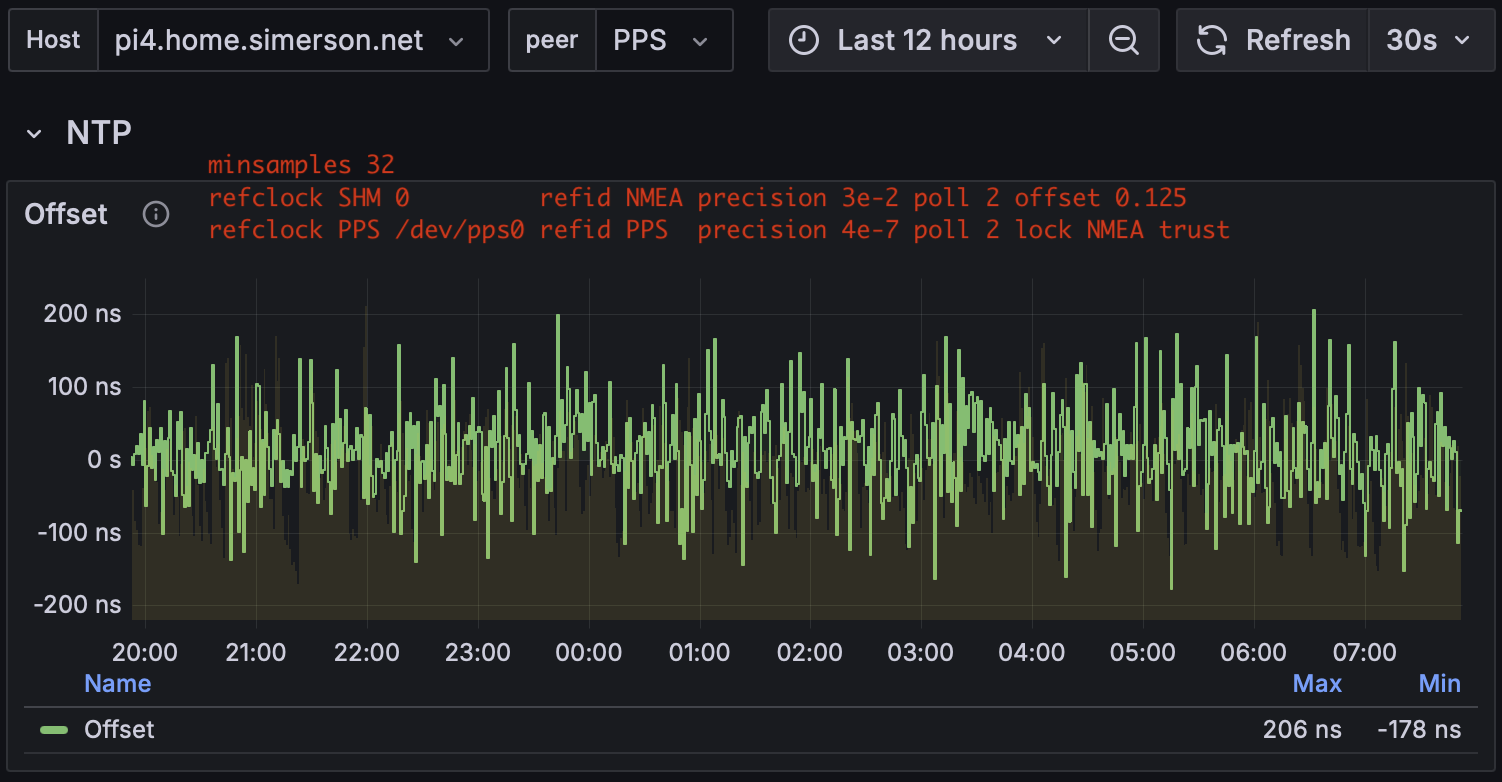 Host pi4.home.simerson.net peer PPS Last 12 hours Refresh 30s
NTP
minsamples 32
refclock SHM 0 refid NMEA precision 3e-2 poll 2 offset 0.125
Offset
refclock PPS /dev/pps0 refid PPS precision 4e-7 poll 2 lock NMEA trust
200 ns
100 ns
0 s
-100 ns
-200 ns
20:00 21:00 22:00 23:00 00:00 01:00 02:00 03:00 04:00 05:00 06:00 07:00
Name Max Min
Offset 206 ns -178 ns